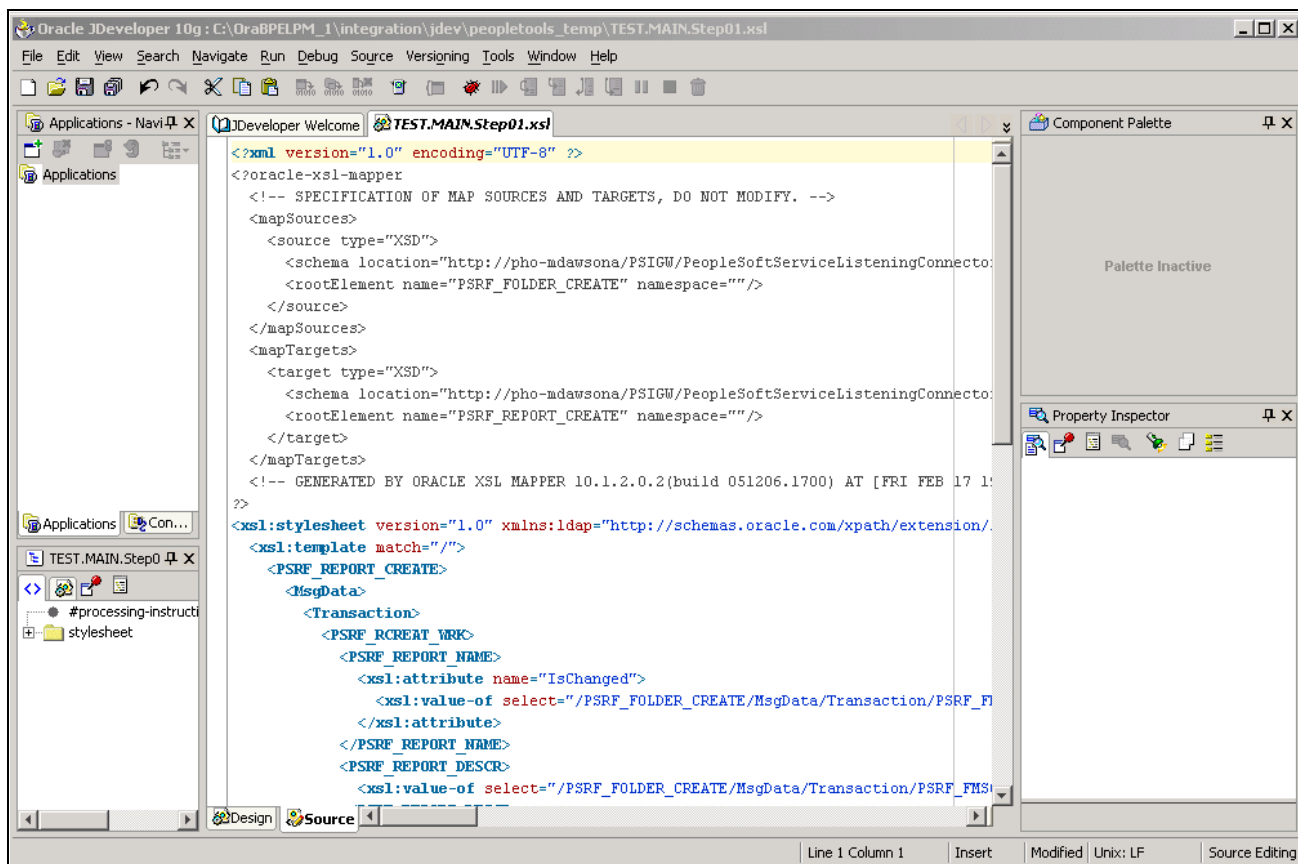 Oracle JDeveloper 10g : C:\OraBPELPM_1\integration\jdev\peopletools_temp\TEST.MAIN.Step01.xsl
File Edit View Search Navigate Run Debug Source Versioning Tools Window Help
Applications - Navi
JDeveloper Welcome
TEST.MAIN.Step01.xsl
Component Palette
Applications
<?xml version="1.0" encoding="UTF-8" ?>
<?oracle-xsl-mapper
<!-- SPECIFICATION OF MAP SOURCES AND TARGETS, DO NOT MODIFY. -->
<mapSources>
<source type="XSD">
<schema location="http://pho-mdawsona/PSIGW/PeopleSoftServiceListeningConnecto
<rootElement name="PSRF_FOLDER_CREATE" namespace=""/>
</source>
</mapSources>
<mapTargets>
<target type="XSD">
<schema location="http://pho-mdawsona/PSIGW/PeopleSoftServiceListeningConnecto
<rootElement name="PSRF_REPORT_CREATE" namespace=""/>
</target>
</mapTargets>
<!-- GENERATED BY ORACLE XSL MAPPER 10.1.2.0.2(build 051206.1700) AT [FRI FEB 17
?>
<xsl:stylesheet version="1.0" xmlns:ldap="http://schemas.oracle.com/xpath/extension/
<xsl:template match="/">
<PSRF_REPORT_CREATE>
<MsgData>
<Transaction>
<PSRF_RCREAT_WRK>
<PSRF_REPORT_NAME>
<xsl:attribute name="IsChanged">
<xsl:value-of select="/PSRF_FOLDER_CREATE/MsgData/Transaction/PSRF_F
</xsl:attribute>
</PSRF_REPORT_NAME>
<PSRF_REPORT_DESCR>
<xsl:value-of select="/PSRF_FOLDER_CREATE/MsgData/Transaction/PSRF_FMS
Palette Inactive
Property Inspector
Applications
Con...
TEST.MAIN.Step0
#processing-instructi
stylesheet
Design
Source
Line 1 Column 1
Insert
Modified
Unix: LF
Source Editing